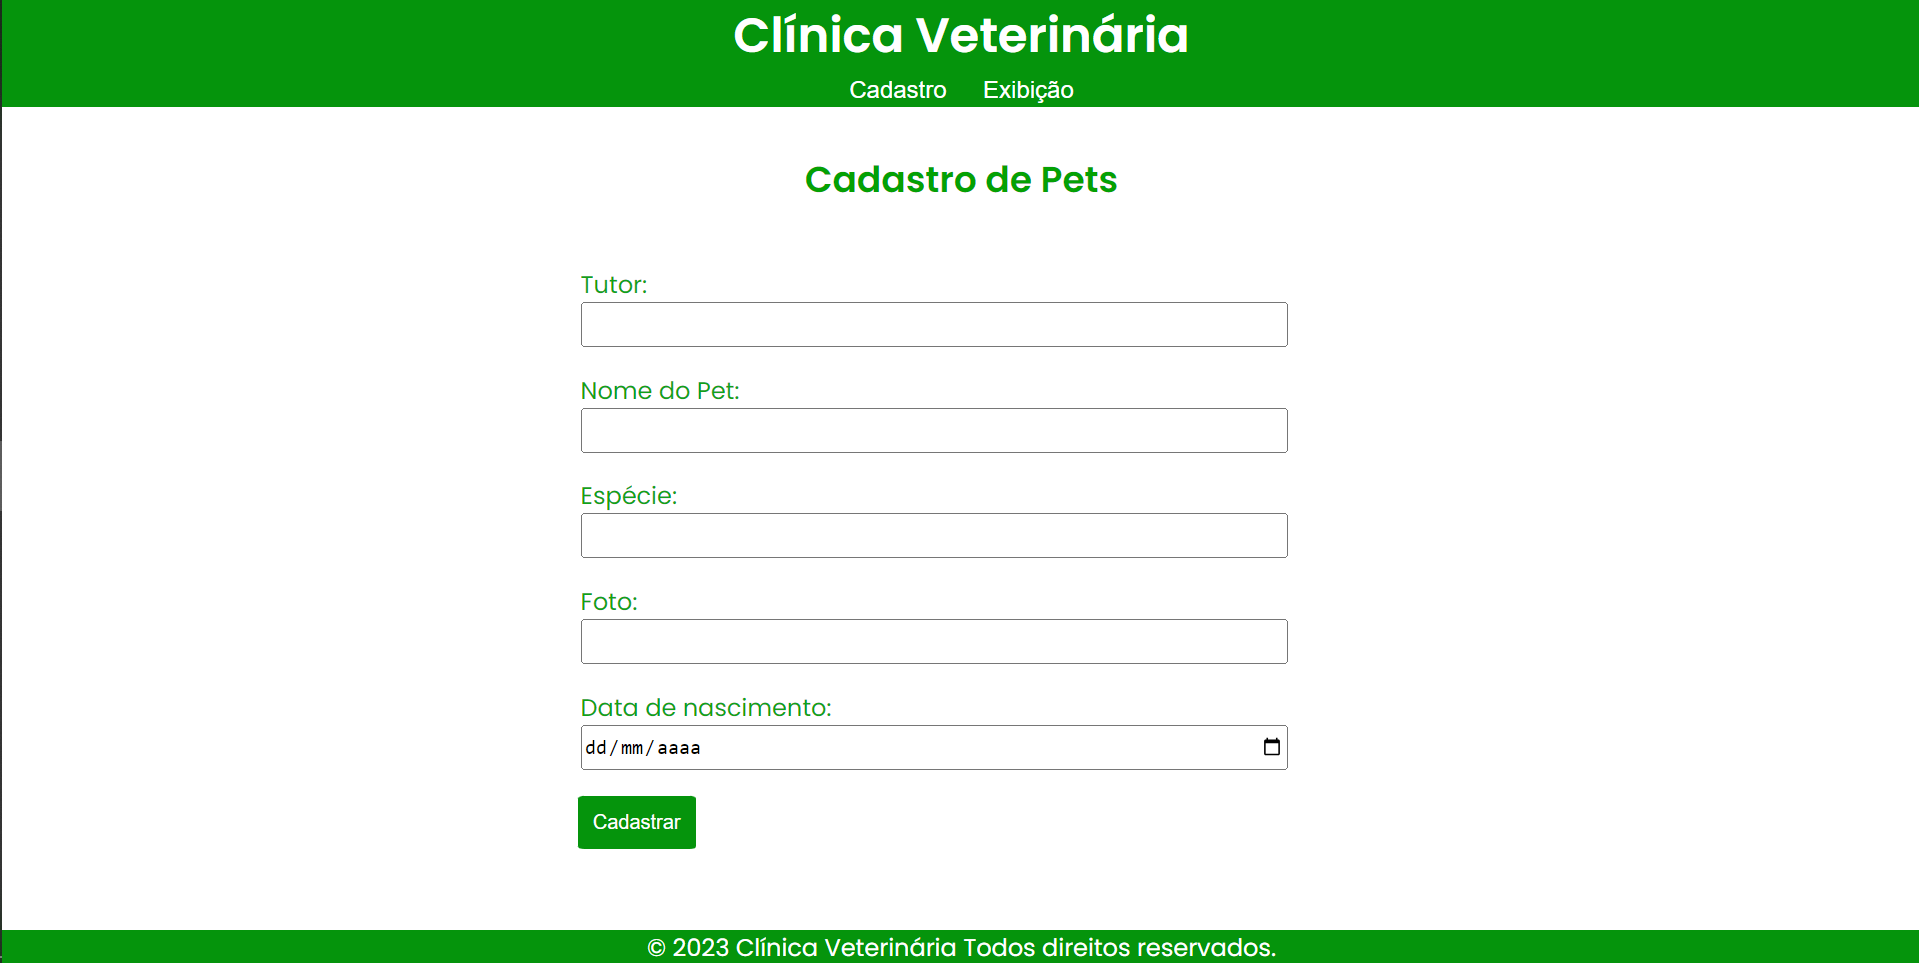 Clínica Veterinária
Cadastro Exibição
Cadastro de Pets
Tutor:
Nome do Pet:
Espécie:
Foto:
Data de nascimento:
dd/mm/aaaa
Cadastrar
© 2023 Clínica Veterinária Todos direitos reservados.